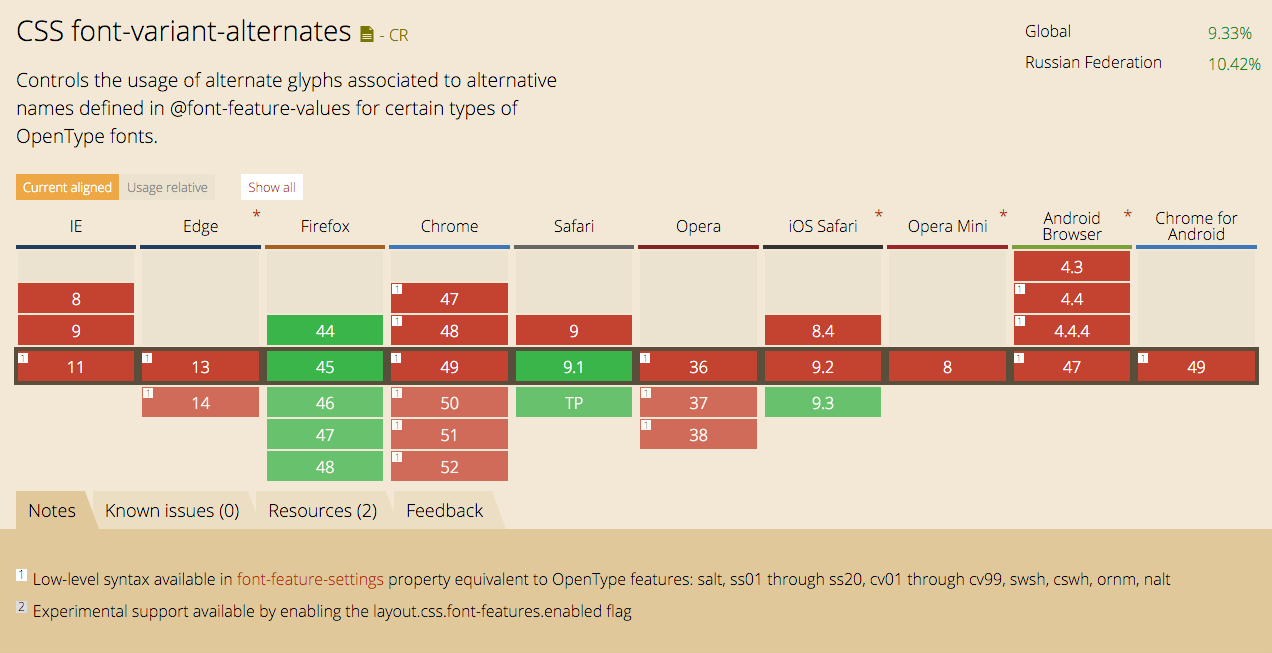 CSS font-variant-alternates - CR
Global 9.33%
Russian Federation 10.42%
Controls the usage of alternate glyphs associated to alternative
names defined in @font-feature-values for certain types of
OpenType fonts.
Current aligned Usage relative Show all
IE Edge * Firefox Chrome Safari Opera iOS Safari * Opera Mini * Android Browser * Chrome for Android
4.3
8 1 47 1 4.4
9 44 1 48 9 8.4 1 4.4.4
1 11 1 13 45 1 49 9.1 1 36 9.2 8 1 47 1 49
1 14 46 1 50 TP 1 37 9.3
47 1 51 1 38
48 1 52
Notes Known issues (0) Resources (2) Feedback
1 Low-level syntax available in font-feature-settings property equivalent to OpenType features: salt, ss01 through ss20, cv01 through cv99, swsh, cswh, ornm, nalt
2 Experimental support available by enabling the layout.css.font-features.enabled flag